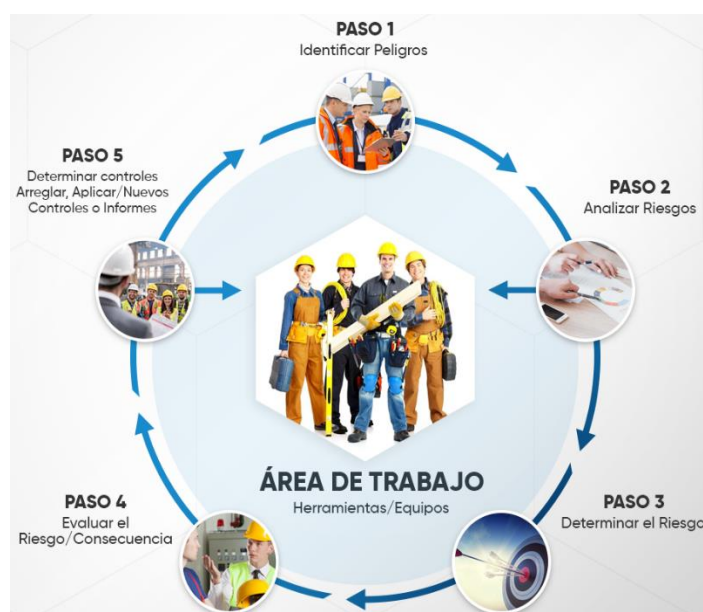 PASO 1
Identificar Peligros
PASO 2
Analizar Riesgos
PASO 3
Determinar el Riesgo
PASO 4
Evaluar el
Riesgo/Consecuencia
PASO 5
Determinar controles
Arreglar, Aplicar/Nuevos
Controles o Informes
ÁREA DE TRABAJO
Herramientas/Equipos